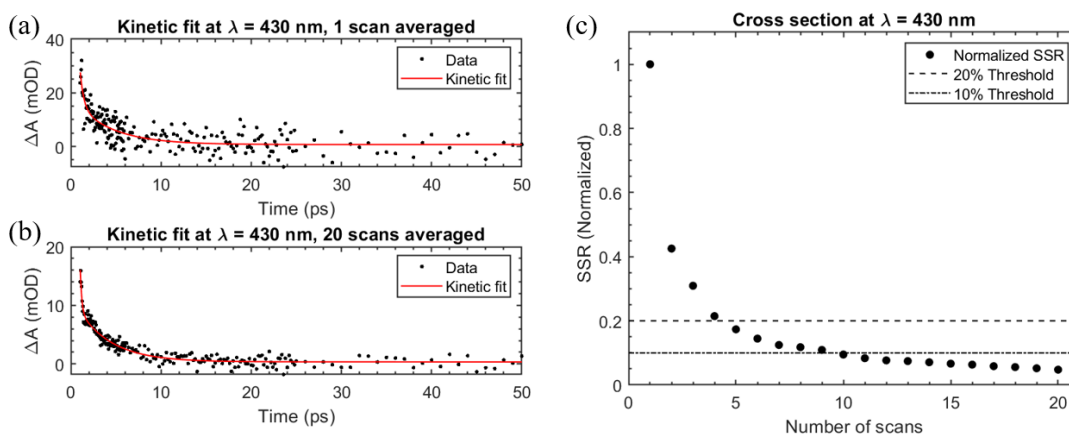 (a)
Kinetic fit at λ = 430 nm, 1 scan averaged
40
20
0
ΔA (mOD)
Data
Kinetic fit
0 10 20 30 40 50
Time (ps)
(b)
Kinetic fit at λ = 430 nm, 20 scans averaged
20
10
0
ΔA (mOD)
Data
Kinetic fit
0 10 20 30 40 50
Time (ps)
(c)
Cross section at λ = 430 nm
1
0.8
0.6
0.4
0.2
0
SSR (Normalized)
Normalized SSR
20% Threshold
10% Threshold
0 5 10 15 20
Number of scans